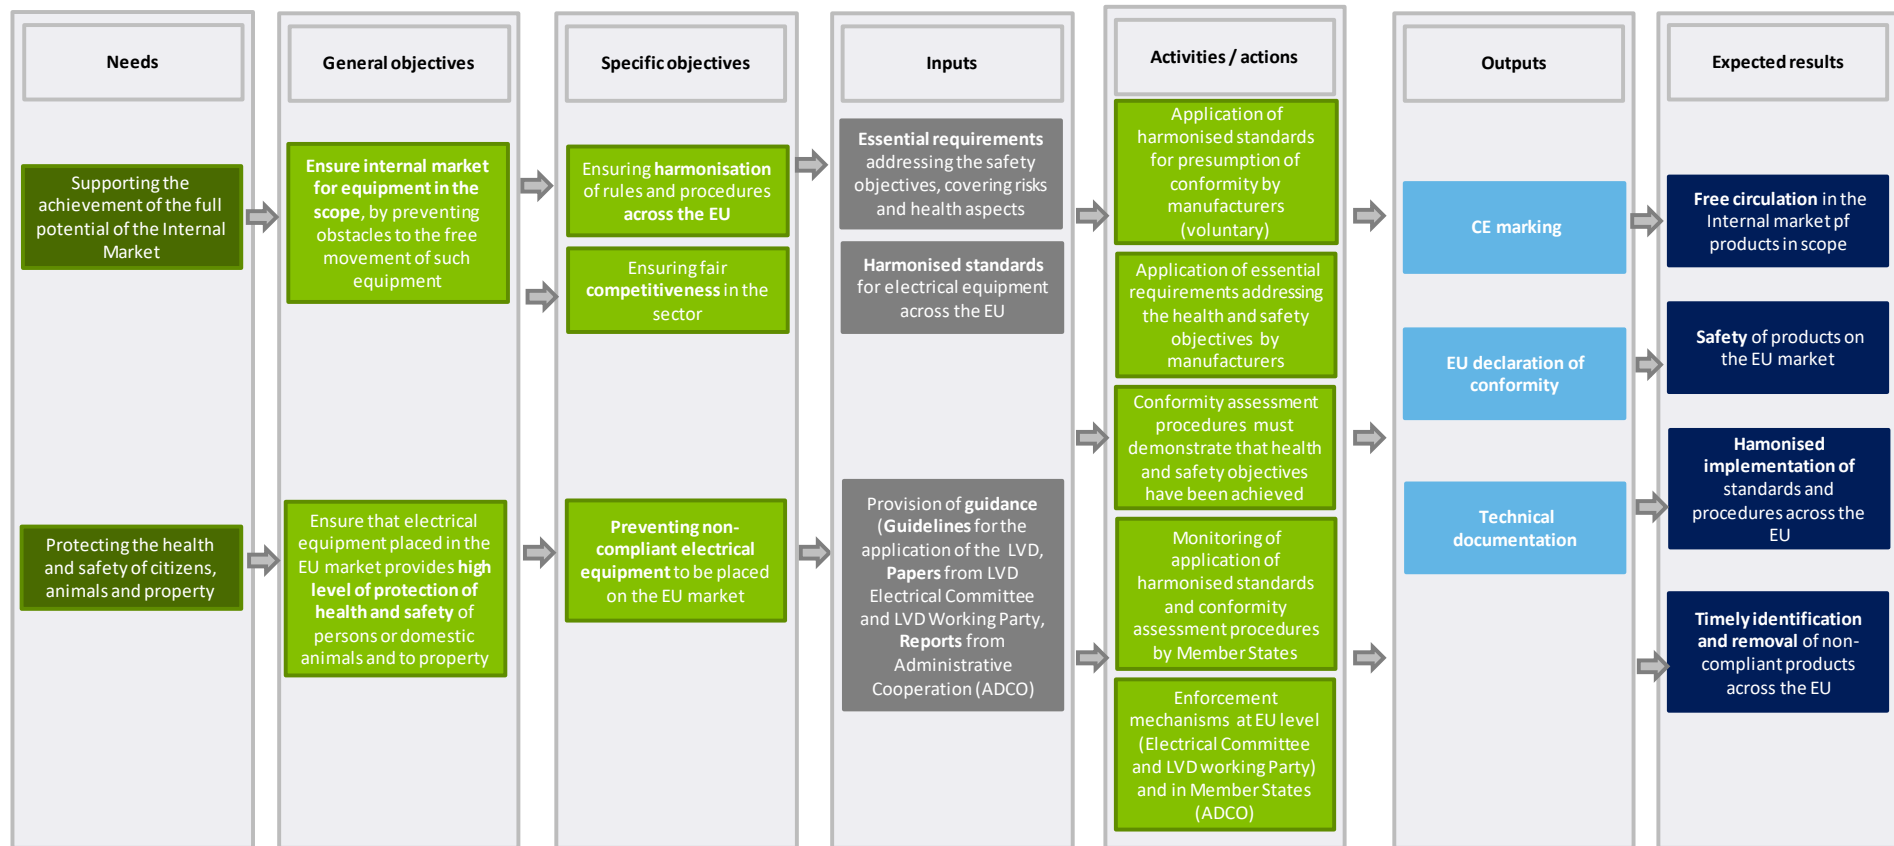 Needs
Supporting the
achievement of the full
potential of the Internal
Market
Protecting the health
and safety of citizens,
animals and property
General objectives
Ensure internal market
for equipment in the
scope, by preventing
obstacles to the free
movement of such
equipment
Ensure that electrical
equipment placed in the
EU market provides high
level of protection of
health and safety of
persons or domestic
animals and to property
Specific objectives
Ensuring harmonisation
of rules and procedures
across the EU
Ensuring fair
competitiveness in the
sector
Preventing non-
compliant electrical
equipment to be placed
on the EU market
Inputs
Essential requirements
addressing the safety
objectives, covering risks
and health aspects
Harmonised standards
for electrical equipment
across the EU
Provision of guidance
(Guidelines for the
application of the LVD,
Papers from LVD
Electrical Committee
and LVD Working Party,
Reports from
Administrative
Cooperation (ADCO)
Activities / actions
Application of
harmonised standards
for presumption of
conformity by
manufacturers
(voluntary)
Application of essential
requirements addressing
the health and safety
objectives by
manufacturers
Conformity assessment
procedures must
demonstrate that health
and safety objectives
have been achieved
Monitoring of
application of
harmonised standards
and conformity
assessment procedures
by Member States
Enforcement
mechanisms at EU level
(Electrical Committee
and LVD working Party)
and in Member States
(ADCO)
Outputs
CE marking
EU declaration of
conformity
Technical
documentation
Expected results
Free circulation in the
Internal market pf
products in scope
Safety of products on
the EU market
Hamonised
implementation of
standards and
procedures across the
EU
Timely identification
and removal of non-
compliant products
across the EU